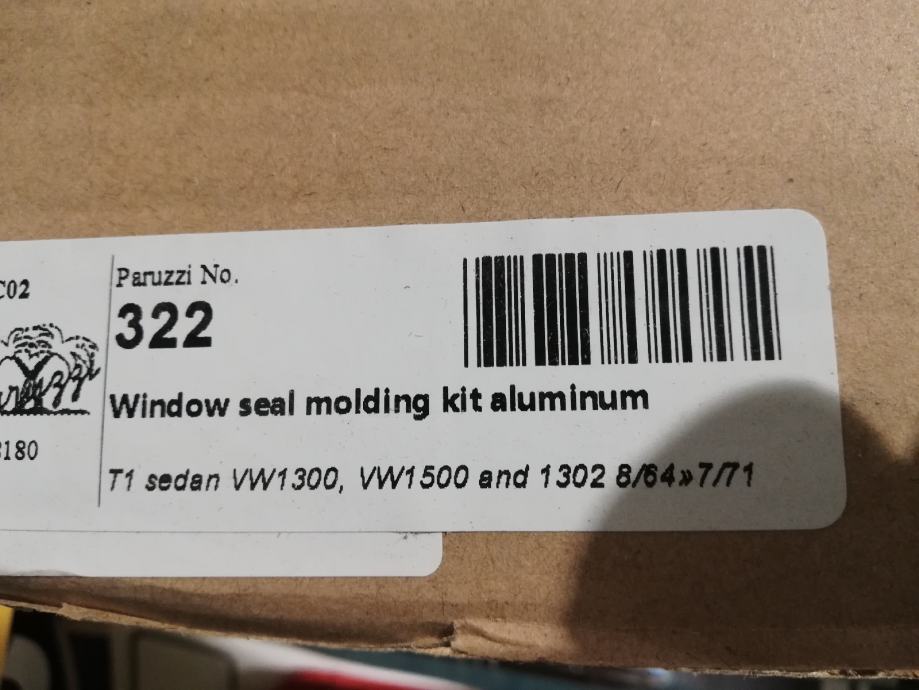 C02
Paruzzi No.
322
Window seal molding kit aluminum
180
T1 sedan VW1300, VW1500 and 1302 8/64»7/71